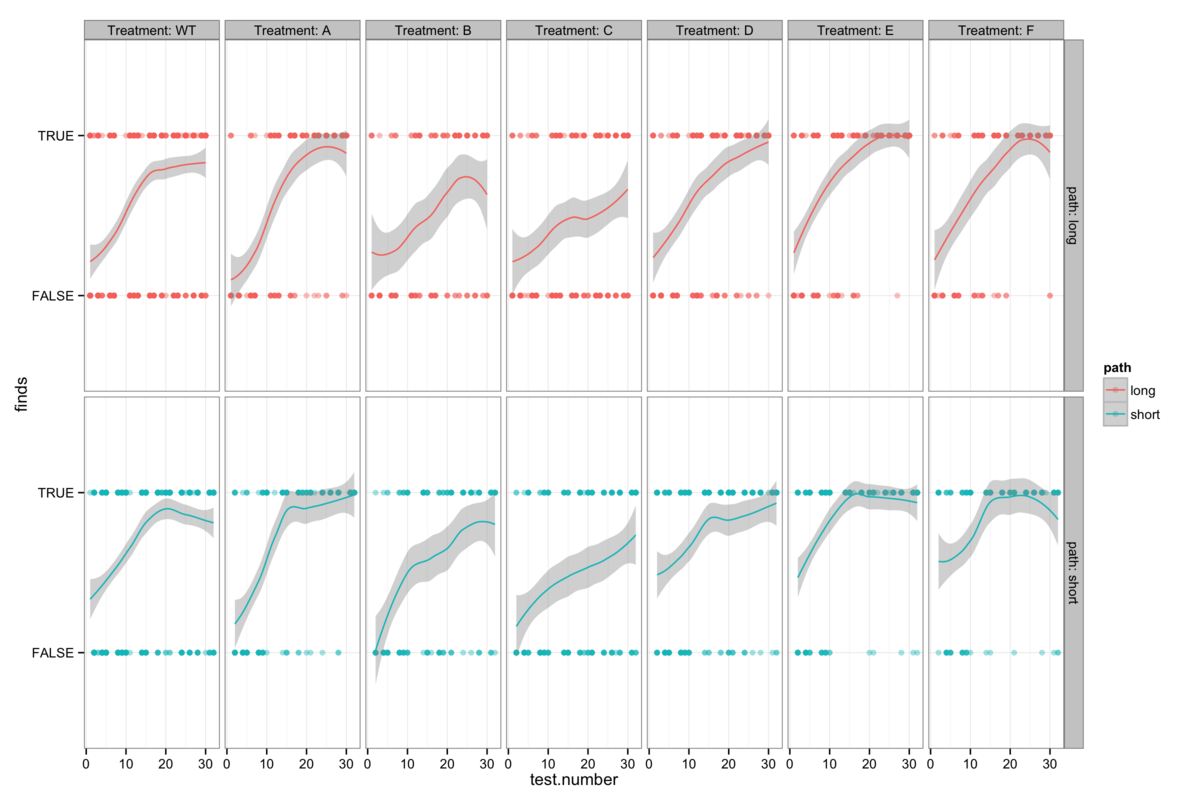 Treatment: WT Treatment: A Treatment: B Treatment: C Treatment: D Treatment: E Treatment: F
TRUE
path: long
FALSE
path
long
short
finds
TRUE
path: short
FALSE
0 10 20 30 0 10 20 30 0 10 20 30 0 10 20 30 0 10 20 30 0 10 20 30 0 10 20 30
test.number